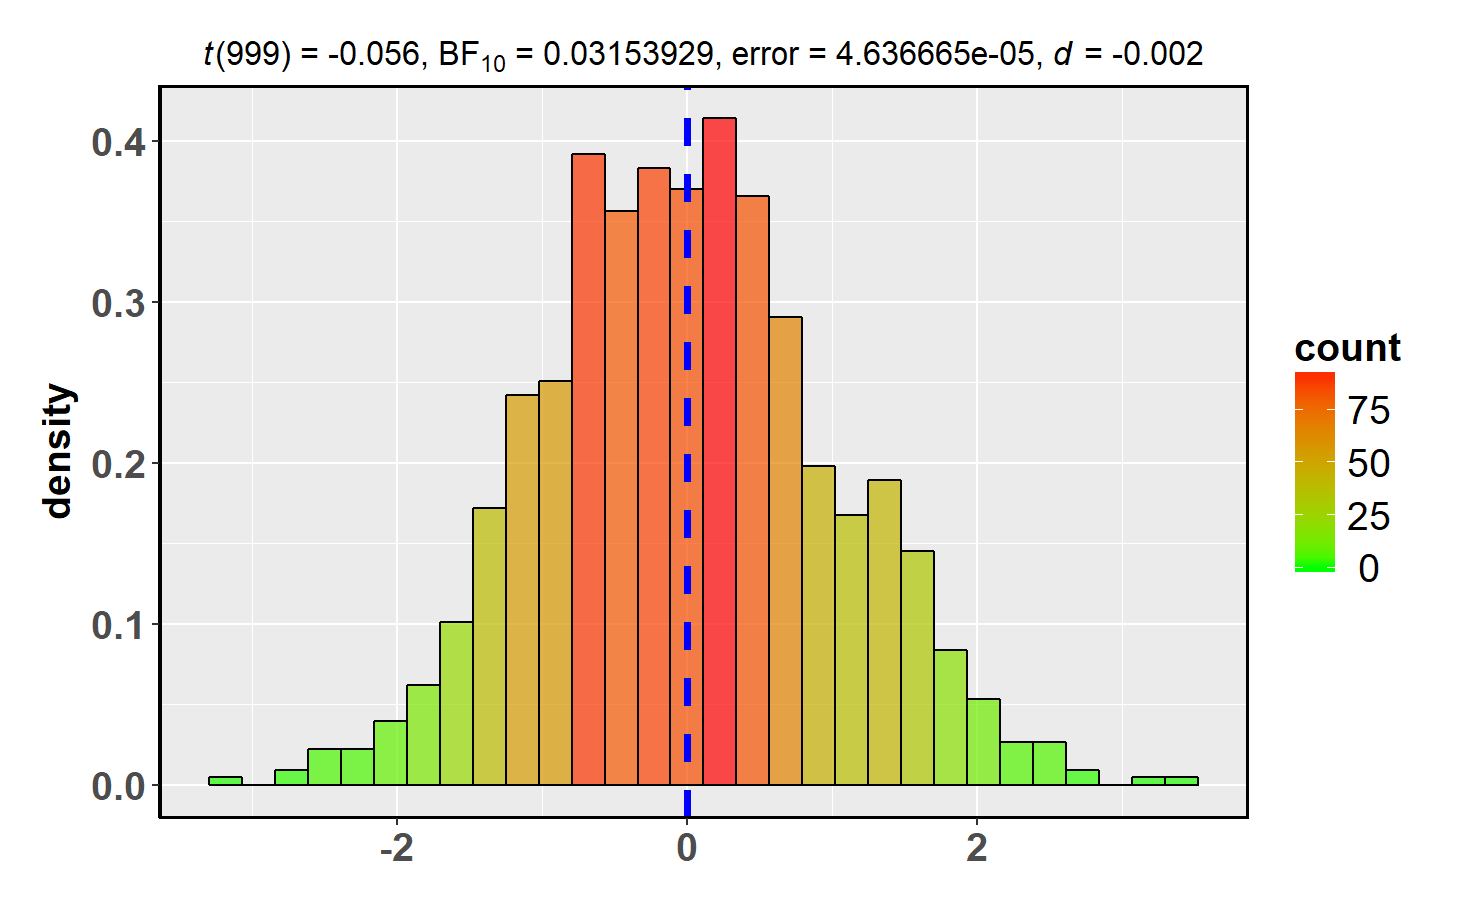 t(999) = -0.056, BF10 = 0.03153929, error = 4.636665e-05, d = -0.002
density
0.4
0.3
0.2
0.1
0.0
-2 0 2
count
75
50
25
0